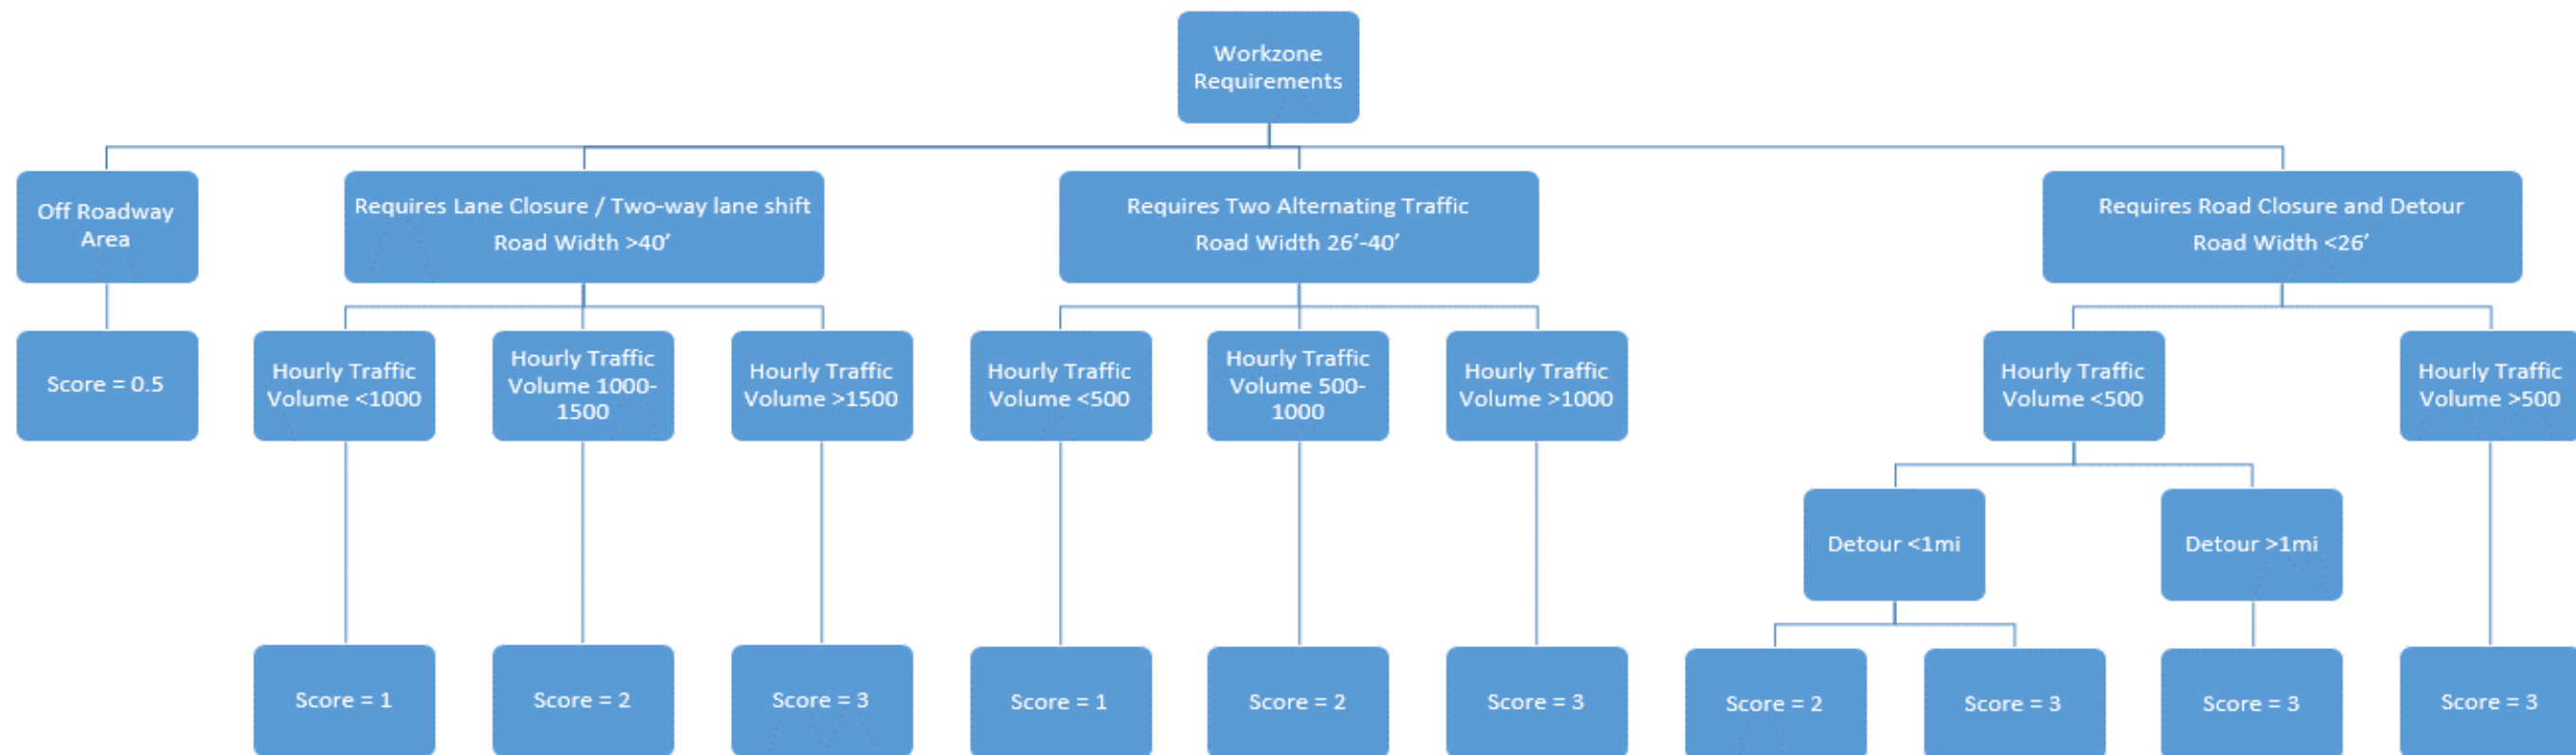 Workzone
Requirements
Off Roadway
Area
Requires Lane Closure / Two-way lane shift
Road Width >40’
Requires Two Alternating Traffic
Road Width 26’-40’
Requires Road Closure and Detour
Road Width <26’
Score = 0.5
Hourly Traffic
Volume <1000
Hourly Traffic
Volume 1000-
1500
Hourly Traffic
Volume >1500
Hourly Traffic
Volume <500
Hourly Traffic
Volume 500-
1000
Hourly Traffic
Volume >1000
Hourly Traffic
Volume <500
Hourly Traffic
Volume >500
Detour <1mi
Detour >1mi
Score = 1
Score = 2
Score = 3
Score = 1
Score = 2
Score = 3
Score = 2
Score = 3
Score = 3
Score = 3